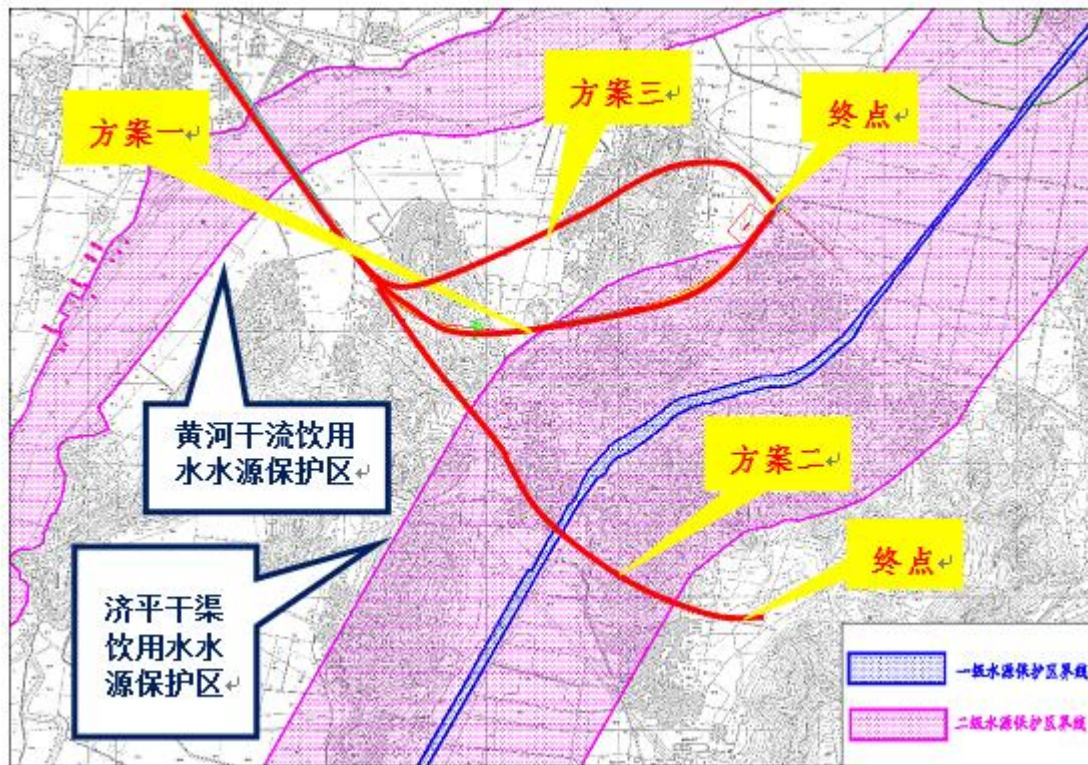 方案一
方案三
终点
黄河干流饮用
水水源保护区
方案二
终点
济平干渠
饮用水水
源保护区
一级水源保护区界线
二级水源保护区界线